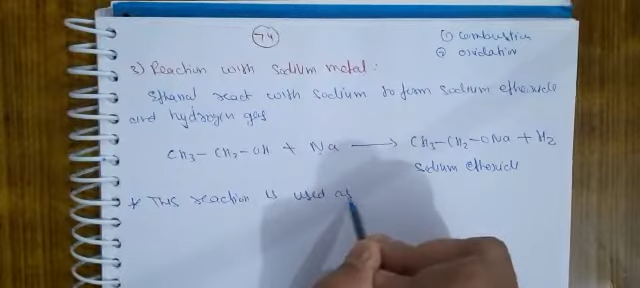 74
① Combustion
② oxidation
3) Reaction with sodium metal:
Ethanol react with sodium to form sodium ethoxide
and hydrogen gas
CH3-CH2-OH + Na → CH3-CH2-ONa + H2
sodium ethoxide
* This reaction is used as